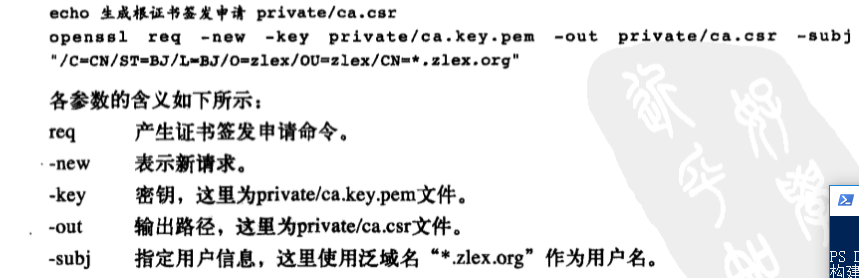 echo 生成根证书签发申请 private/ca.csr
openssl req -new -key private/ca.key.pem -out private/ca.csr -subj
"/C=CN/ST=BJ/L=BJ/O=zlex/OU=zlex/CN=*.zlex.org"
各参数的含义如下所示：
req 产生证书签发申请命令。
-new 表示新请求。
-key 密钥，这里为private/ca.key.pem文件。
-out 输出路径，这里为private/ca.csr文件。
-subj 指定用户信息，这里使用泛域名“*.zlex.org”作为用户名。
PS
构建